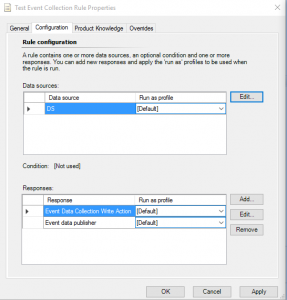 Test Event Collection Rule Properties
General
Configuration
Product Knowledge
Overrides
Rule configuration
A rule contains one or more data sources, an optional condition and one or more
responses. You can add new responses and apply the 'run as' profiles to be used when
the rule is run.
Data sources:
Data source
Run as profile
Edit...
DS
[Default]
Condition:
[Not used]
Responses:
Response
Run as profile
Add...
Event Data Collection Write Action
[Default]
Edit...
Event data publisher
[Default]
Remove
OK
Cancel
Apply